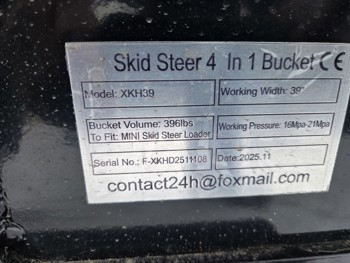 Skid Steer 4 In 1 Bucket CE
Model: XKH39
Working Width: 39"
Bucket Volume: 396lbs
To Fit: MINI Skid Steer Loader
Working Pressure: 16Mpa-21Mpa
Serial No.: F-XKHD2511108
Date:2025.11
contact24h@foxmail.com